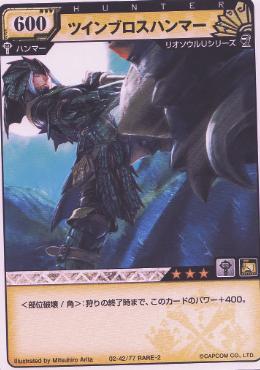 HUNTER
600
ツインブロスハンマー
ハンマー
リオソウルUシリーズ
2
★★★
<部位破壊 / 角>：狩りの終了時まで、このカードのパワー+400。
Illustrated by Mitsuhiro Arita
02-42/77 RARE-2
©CAPCOM CO., LTD.